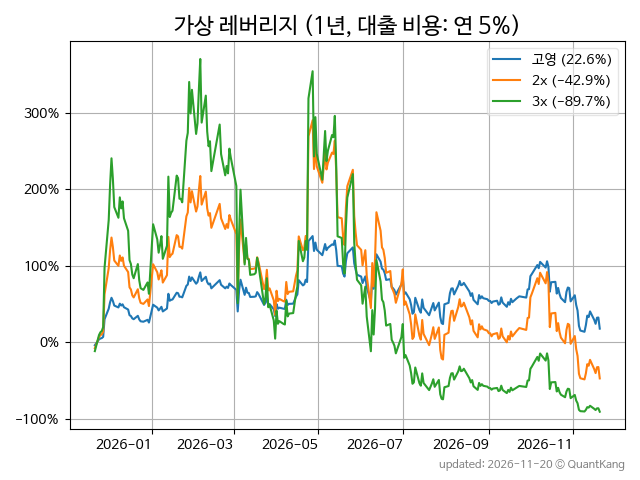 가상 레버리지 (1년, 대출 비용: 연 5%)
고영 (22.6%)
2x (−42.9%)
3x (−89.7%)
300%
200%
100%
0%
−100%
2026-01 2026-03 2026-05 2026-07 2026-09 2026-11
updated: 2026-11-20 © QuantKang